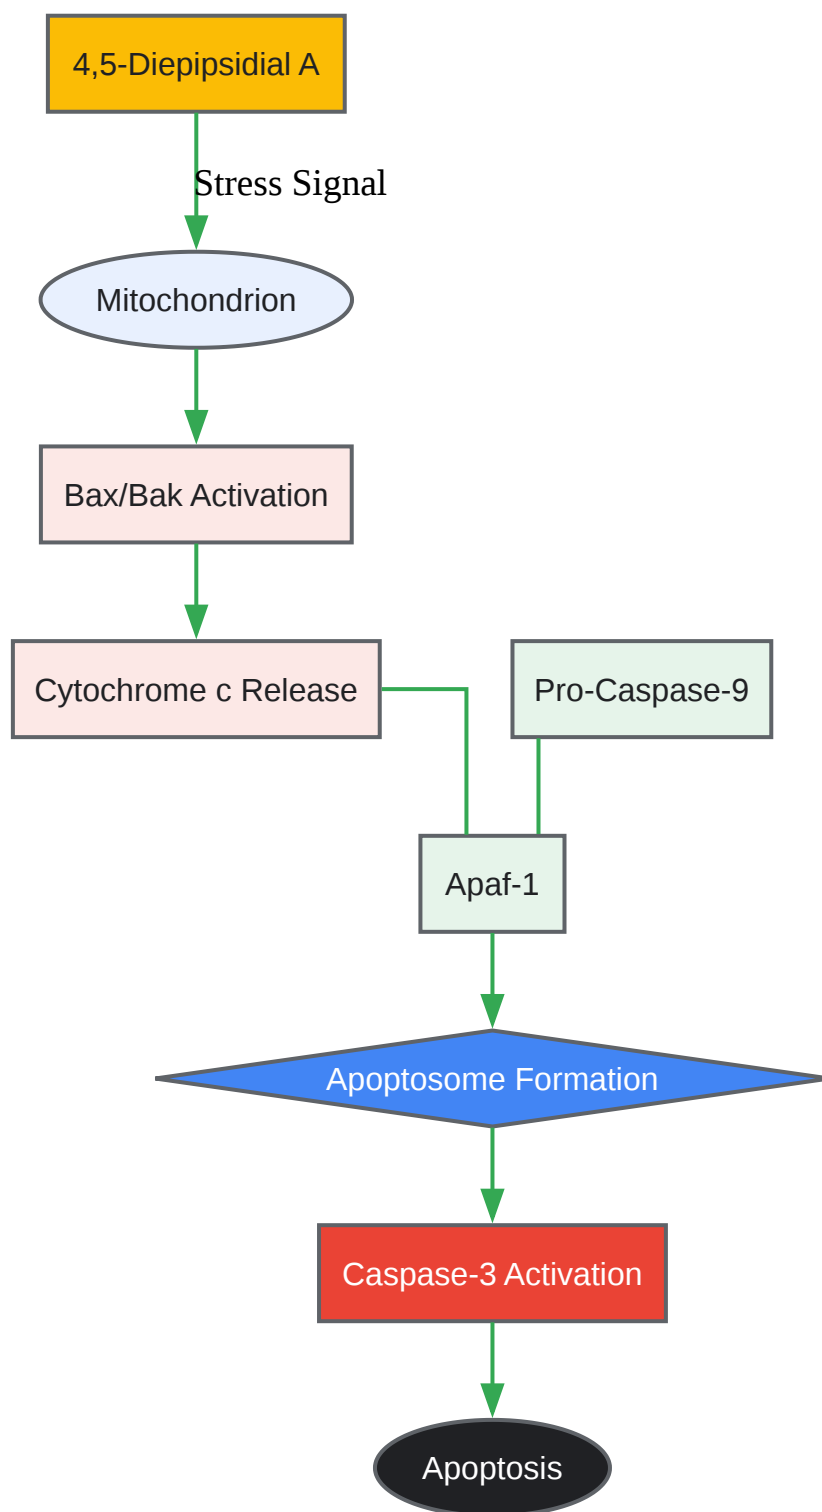 4,5-Diepipsidial A
Stress Signal
Mitochondrion
Bax/Bak Activation
Cytochrome c Release
Pro-Caspase-9
Apaf-1
Apoptosome Formation
Caspase-3 Activation
Apoptosis